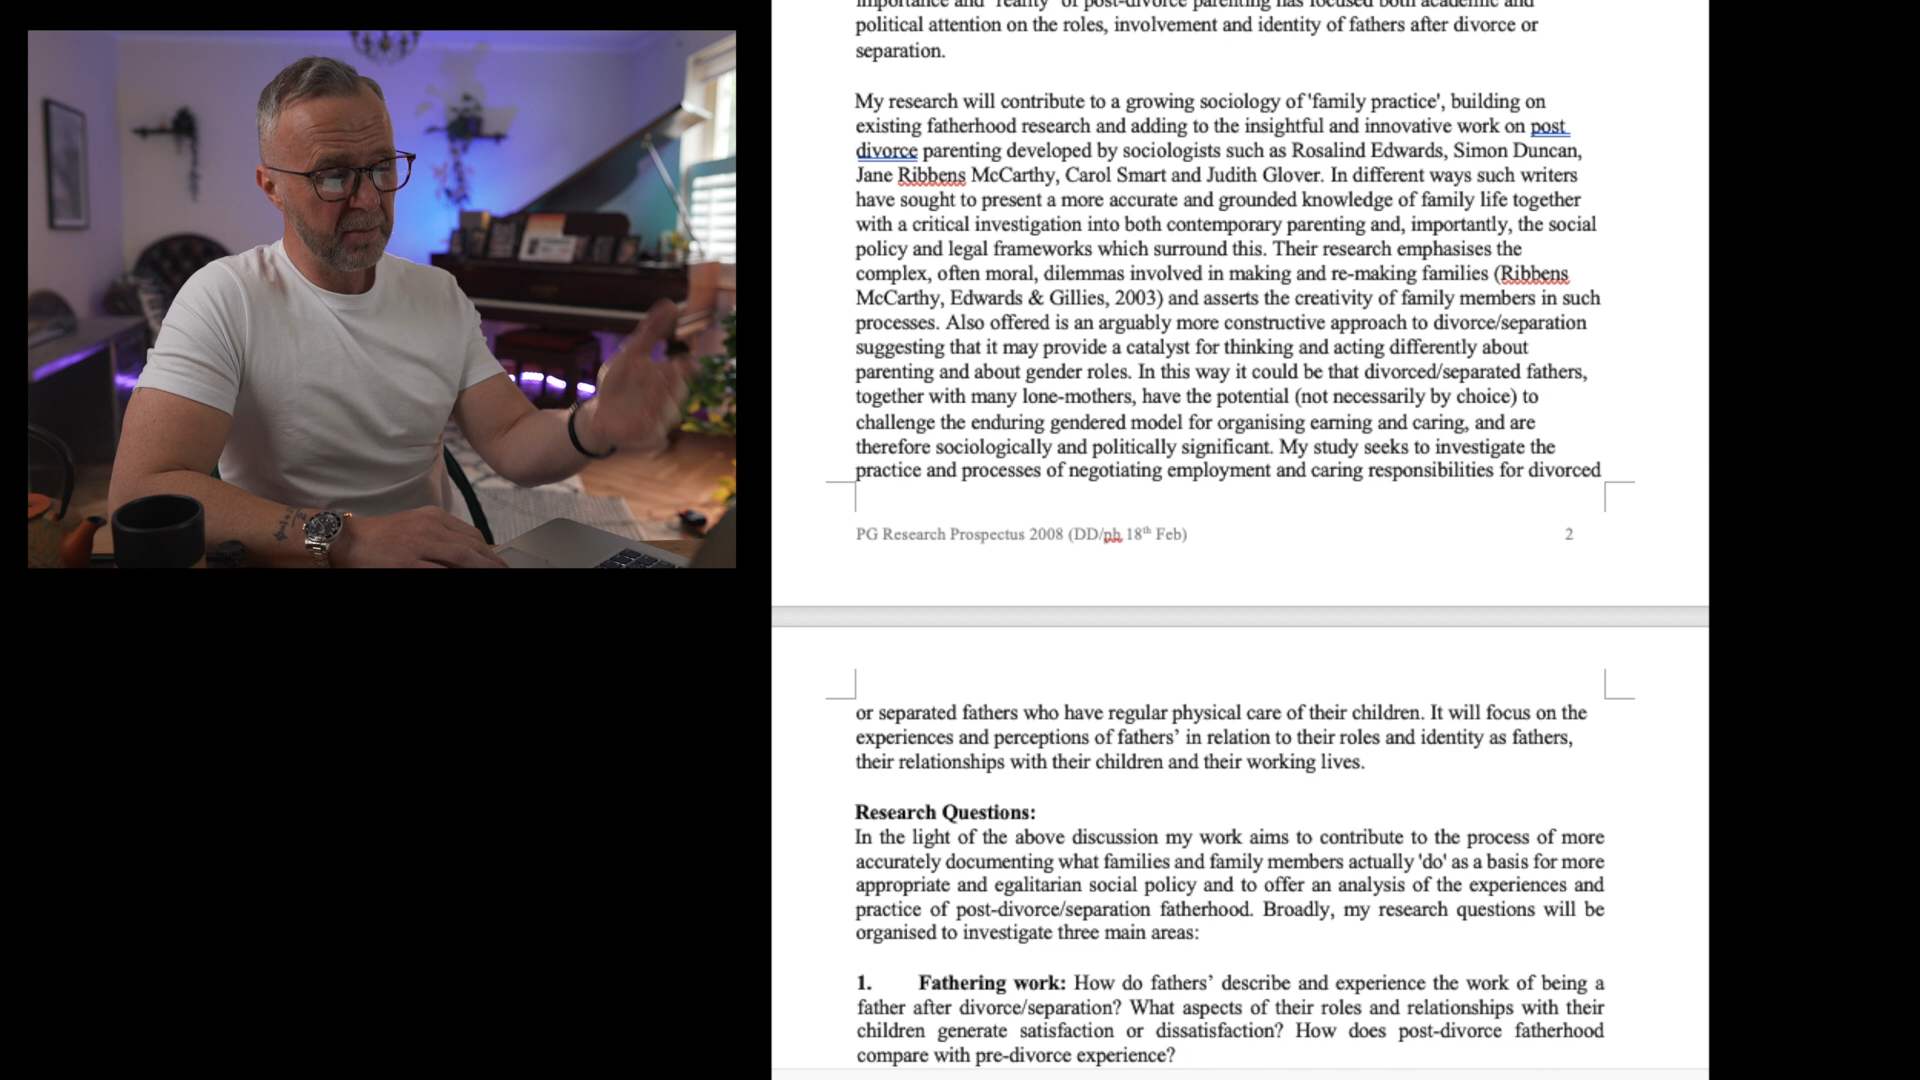 importance and 'reality' of post-divorce parenting has focused both academic and
political attention on the roles, involvement and identity of fathers after divorce or
separation.
My research will contribute to a growing sociology of 'family practice', building on
existing fatherhood research and adding to the insightful and innovative work on post
divorce parenting developed by sociologists such as Rosalind Edwards, Simon Duncan,
Jane Ribbens McCarthy, Carol Smart and Judith Glover. In different ways such writers
have sought to present a more accurate and grounded knowledge of family life together
with a critical investigation into both contemporary parenting and, importantly, the social
policy and legal frameworks which surround this. Their research emphasises the
complex, often moral, dilemmas involved in making and re-making families (Ribbens
McCarthy, Edwards & Gillies, 2003) and asserts the creativity of family members in such
processes. Also offered is an arguably more constructive approach to divorce/separation
suggesting that it may provide a catalyst for thinking and acting differently about
parenting and about gender roles. In this way it could be that divorced/separated fathers,
together with many lone-mothers, have the potential (not necessarily by choice) to
challenge the enduring gendered model for organising earning and caring, and are
therefore sociologically and politically significant. My study seeks to investigate the
practice and processes of negotiating employment and caring responsibilities for divorced
PG Research Prospectus 2008 (DD/ph 18th Feb) 2
or separated fathers who have regular physical care of their children. It will focus on the
experiences and perceptions of fathers' in relation to their roles and identity as fathers,
their relationships with their children and their working lives.
Research Questions:
In the light of the above discussion my work aims to contribute to the process of more
accurately documenting what families and family members actually 'do' as a basis for more
appropriate and egalitarian social policy and to offer an analysis of the experiences and
practice of post-divorce/separation fatherhood. Broadly, my research questions will be
organised to investigate three main areas:
1. Fathering work: How do fathers' describe and experience the work of being a
father after divorce/separation? What aspects of their roles and relationships with their
children generate satisfaction or dissatisfaction? How does post-divorce fatherhood
compare with pre-divorce experience?